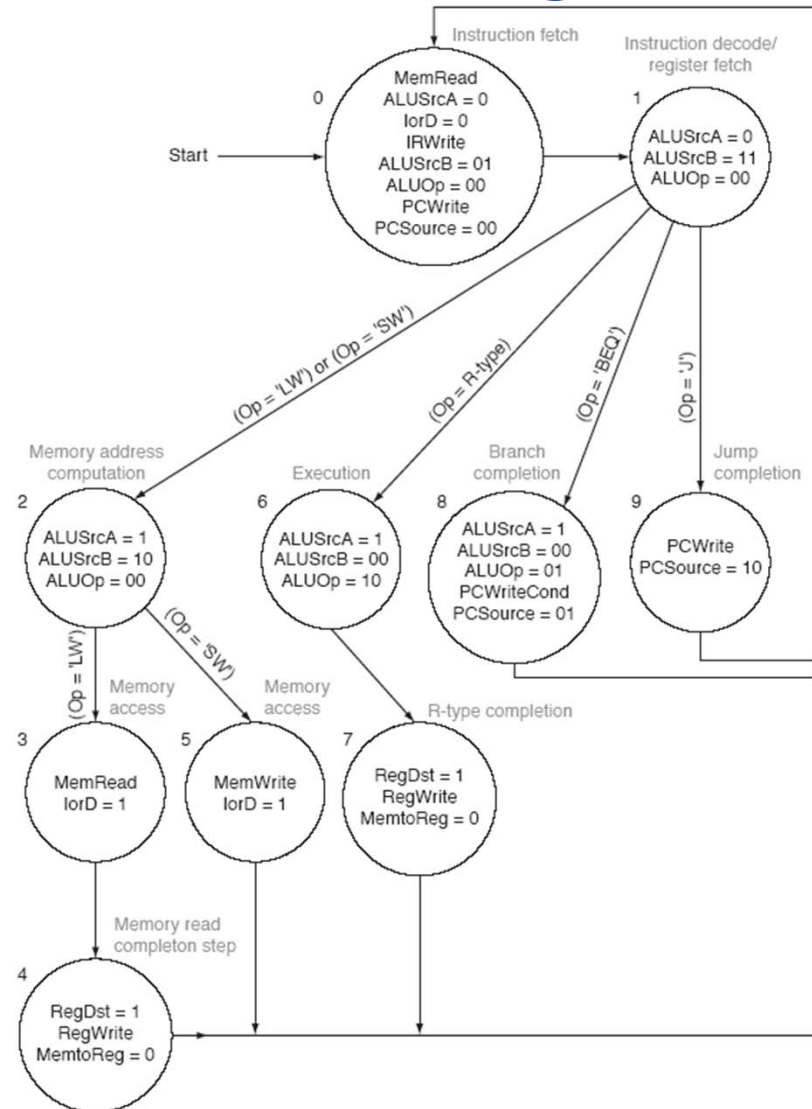 Instruction fetch
0
MemRead
ALUSrcA = 0
IorD = 0
IRWrite
ALUSrcB = 01
ALUOp = 00
PCWrite
PCSource = 00
Instruction decode/
register fetch
1
ALUSrcA = 0
ALUSrcB = 11
ALUOp = 00
Start
(Op = 'LW') or (Op = 'SW')
(Op = R-type)
(Op = 'BEQ')
(Op = 'J')
Memory address
computation
2
ALUSrcA = 1
ALUSrcB = 10
ALUOp = 00
Execution
6
ALUSrcA = 1
ALUSrcB = 00
ALUOp = 10
Branch
completion
8
ALUSrcA = 1
ALUSrcB = 00
ALUOp = 01
PCWriteCond
PCSource = 01
Jump
completion
9
PCWrite
PCSource = 10
(Op = 'LW')
(Op = 'SW')
Memory
access
3
MemRead
IorD = 1
Memory
access
5
MemWrite
IorD = 1
R-type completion
7
RegDst = 1
RegWrite
MemtoReg = 0
Memory read
completon step
4
RegDst = 1
RegWrite
MemtoReg = 0